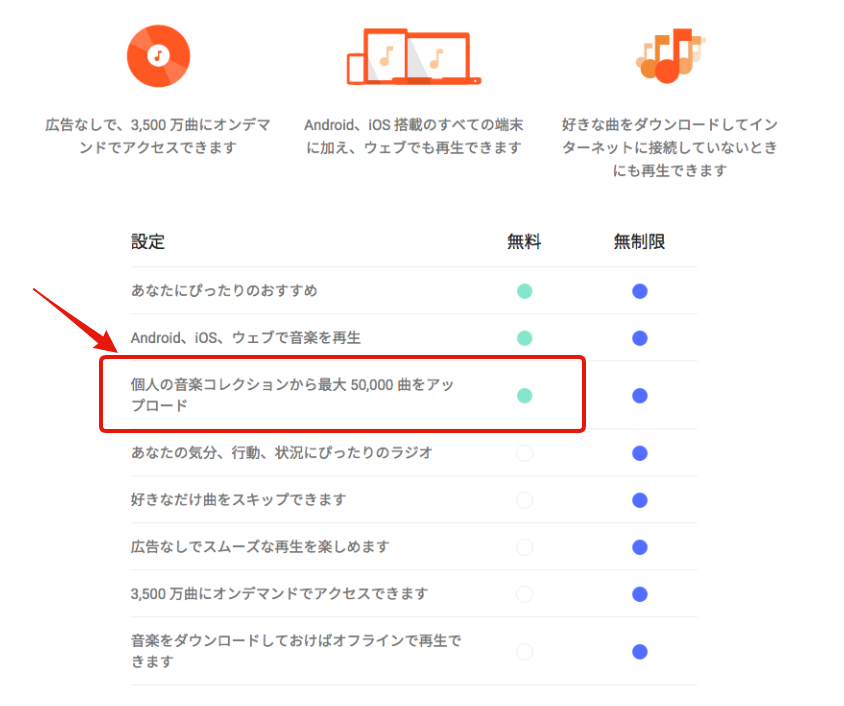 広告なしで、3,500 万曲にオンデマ
ンドでアクセスできます
Android、iOS 搭載のすべての端末
に加え、ウェブでも再生できます
好きな曲をダウンロードしてイン
ターネットに接続していないとき
にも再生できます
設定 無料 無制限
あなたにぴったりのおすすめ
Android、iOS、ウェブで音楽を再生
個人の音楽コレクションから最大 50,000 曲をアッ
プロード
あなたの気分、行動、状況にぴったりのラジオ
好きなだけ曲をスキップできます
広告なしでスムーズな再生を楽しめます
3,500 万曲にオンデマンドでアクセスできます
音楽をダウンロードしておけばオフラインで再生で
きます